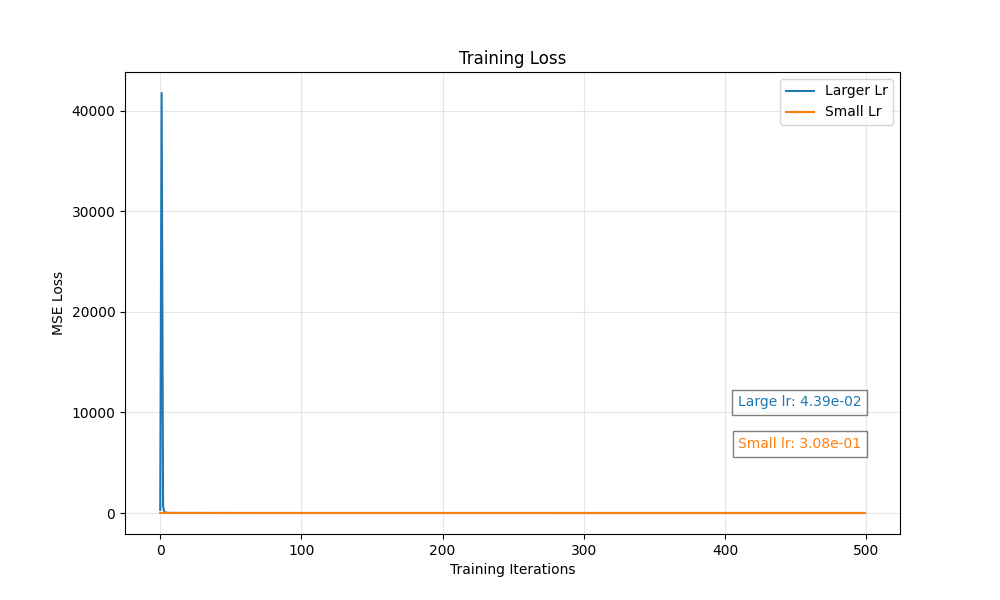 Training Loss
Larger Lr
Small Lr
MSE Loss
40000
30000
20000
10000
0
Large lr: 4.39e-02
Small lr: 3.08e-01
0 100 200 300 400 500
Training Iterations